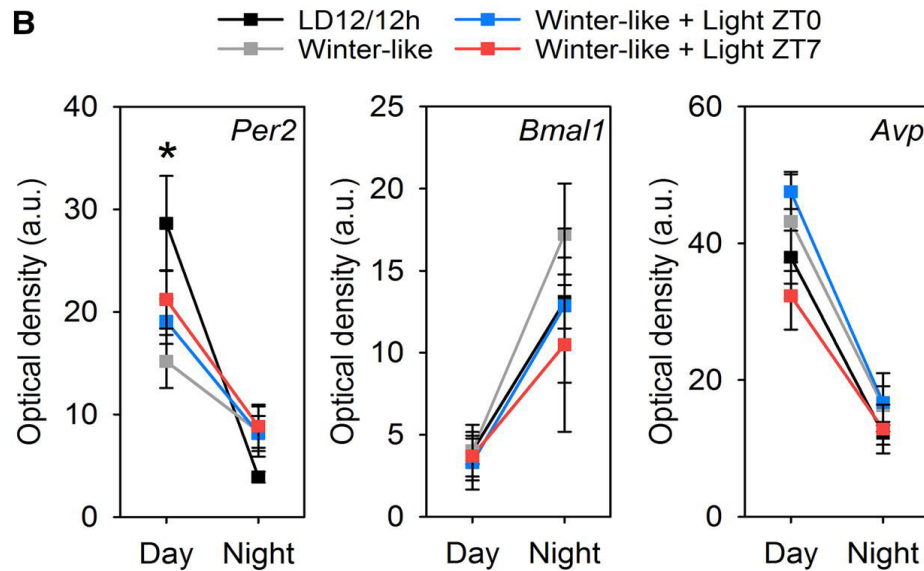 B
LD12/12h Winter-like + Light ZT0
Winter-like Winter-like + Light ZT7
Per2
Optical density (a.u.)
40
30
20
10
0
*
Day Night
Bmal1
Optical density (a.u.)
25
20
15
10
5
0
Day Night
Avp
Optical density (a.u.)
60
40
20
0
Day Night